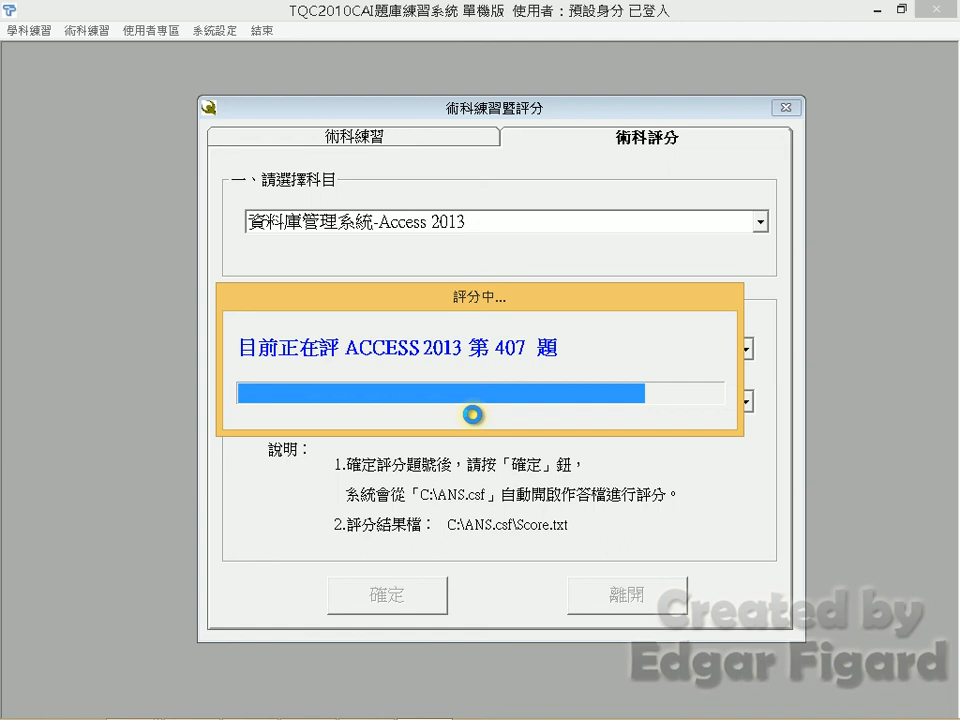 TQC2010CAI題庫練習系統 單機版 使用者：預設身分 已登入
學科練習 術科練習 使用者專區 系統設定 結束
術科練習暨評分
術科練習 術科評分
一、請選擇科目
資料庫管理系統-Access 2013
評分中...
目前正在評 ACCESS 2013 第 407 題
說明：
1.確定評分題號後，請按「確定」鈕，
系統會從「C:\ANS.csf」自動開啟作答檔進行評分。
2.評分結果檔： C:\ANS.csf\Score.txt
確定 離開
Created by
Edgar Figard